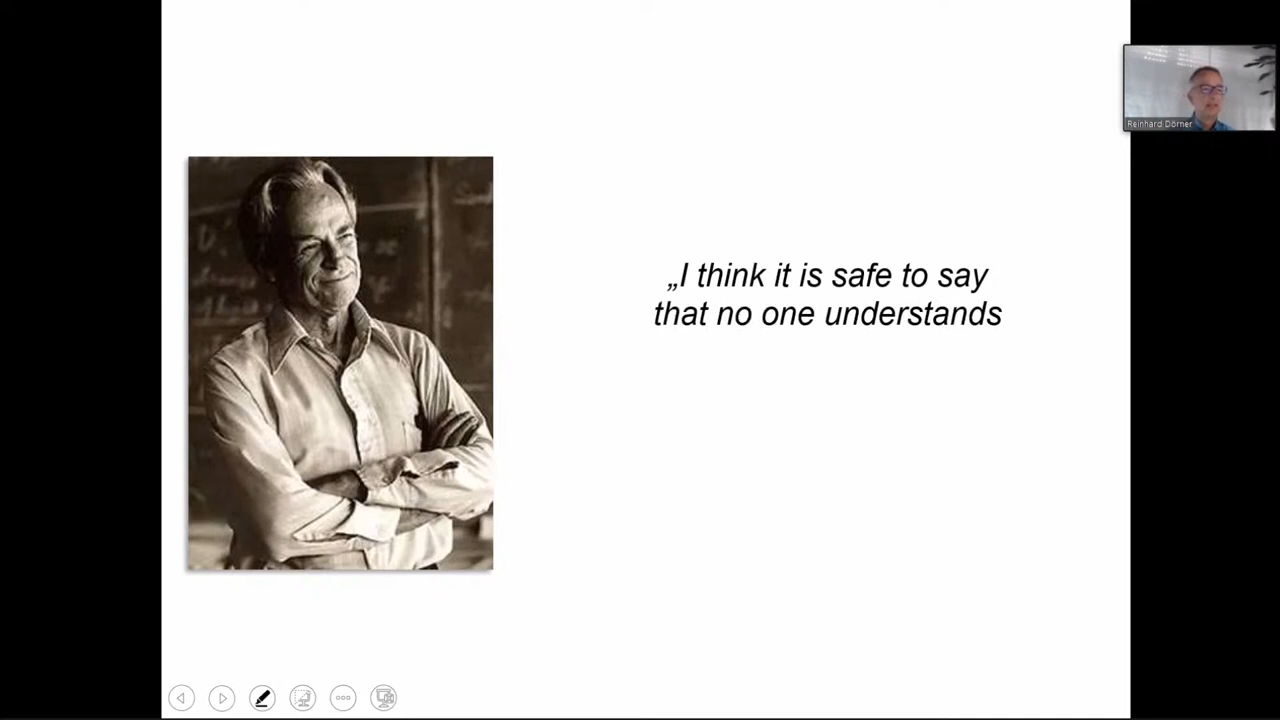 „I think it is safe to say
that no one understands
Reinhard Dörner